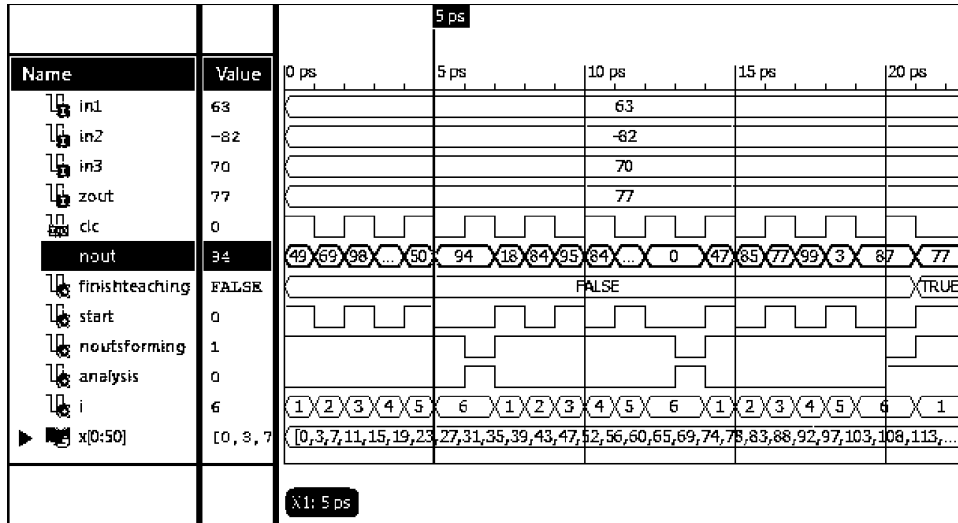 5 ps
Name Value 0 ps 5 ps 10 ps 15 ps 20 ps
in1 63 63
in2 -82 -82
in3 70 70
zout 77 77
clc 0
nout 94 49 69 98 ... 50 94 18 84 95 84 ... 0 47 85 77 99 3 87 77
finishteaching FALSE FALSE TRUE
start 0
noutsforming 1
analysis 0
i 6 1 2 3 4 5 6 1 2 3 4 5 6 1 2 3 4 5 6 1
x[0:50] [0,3,7 [0,3,7,11,15,19,23,27,31,35,39,43,47,52,56,60,65,69,74,78,83,88,92,97,103,108,113,...
X1: 5 ps